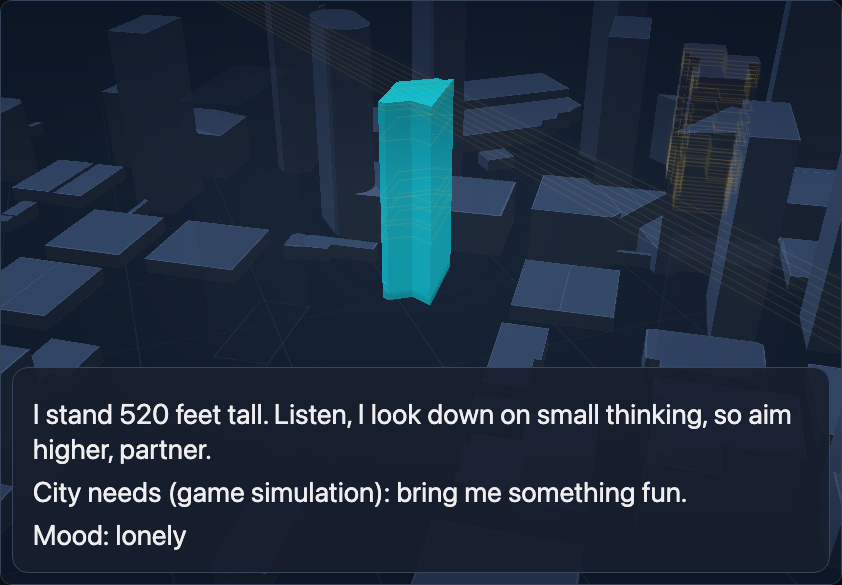 I stand 520 feet tall. Listen, I look down on small thinking, so aim
higher, partner.
City needs (game simulation): bring me something fun.
Mood: lonely